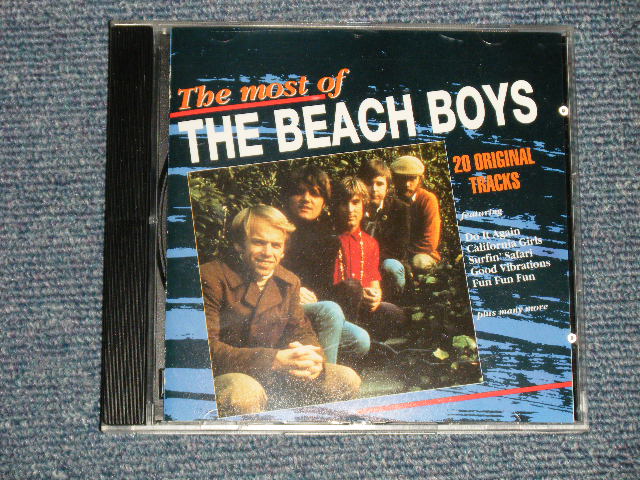 The most of
THE BEACH BOYS
20 ORIGINAL
TRACKS
featuring
Do It Again
California Girls
Surfin' Safari
Good Vibrations
Fun Fun Fun
plus many more